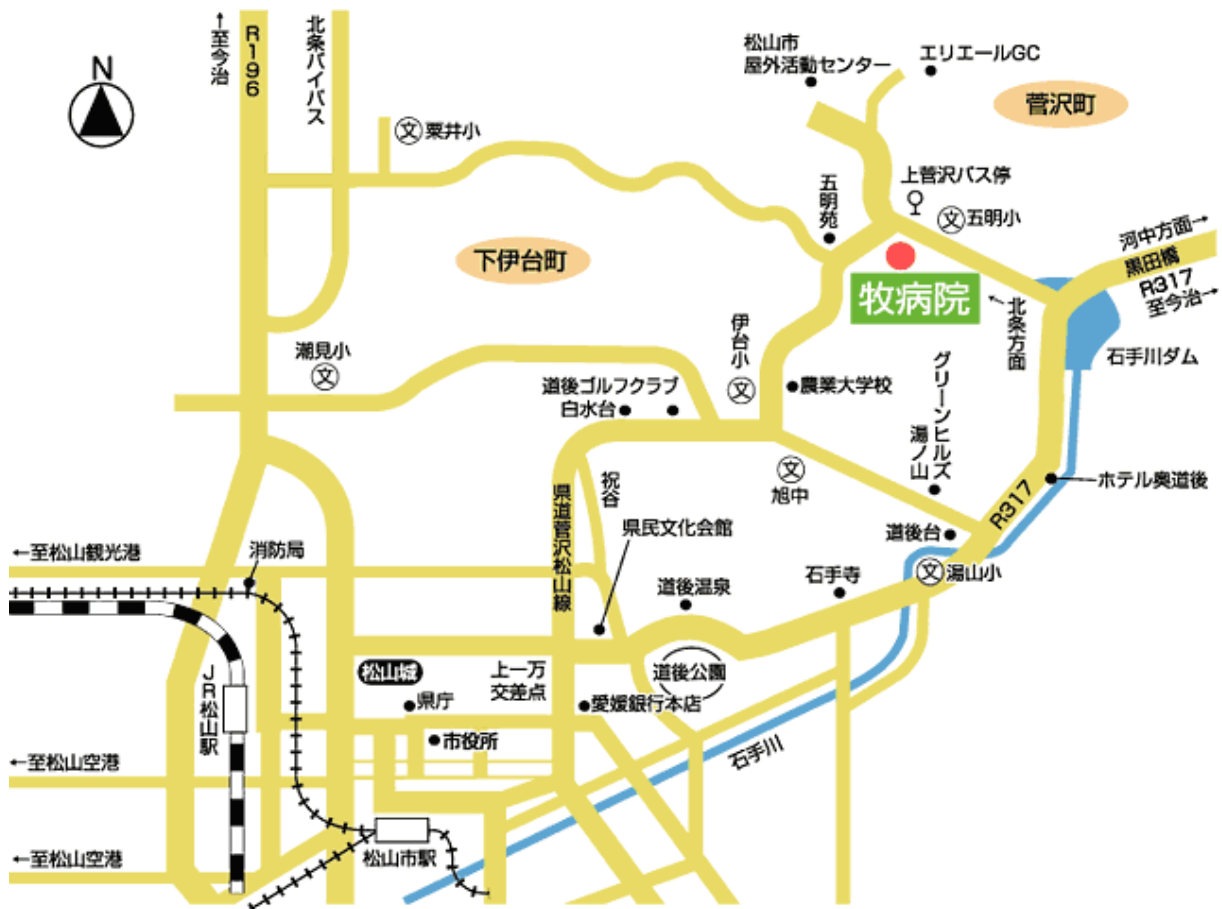 N
←至今治
R196
北条バイパス
松山市
屋外活動センター
エリエールGC
菅沢町
文
粟井小
上菅沢バス停
五明苑
文
五明小
河中方面→
黒田橋
R317
至今治→
下伊台町
牧病院
←北条方面
石手川ダム
潮見小
文
伊台小
文
道後ゴルフクラブ
白水台
農業大学校
グリーンヒルズ
湯ノ山
文
旭中
祝谷
県道菅沢松山線
ホテル奥道後
R317
県民文化会館
道後台
←至松山観光港
消防局
文
湯山小
石手寺
道後温泉
松山城
上一万
交差点
道後公園
JR松山駅
県庁
愛媛銀行本店
市役所
石手川
←至松山空港
松山市駅
←至松山空港